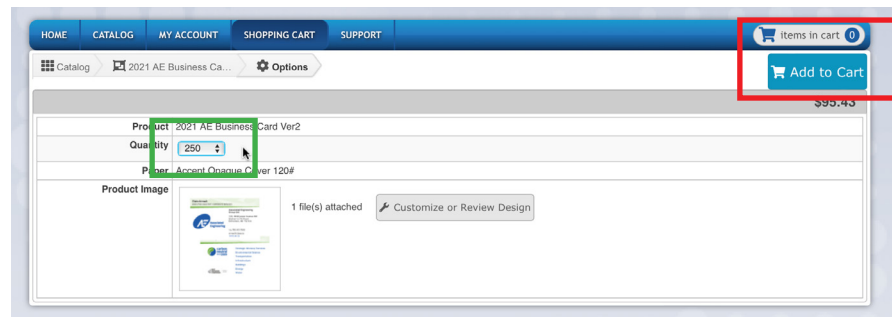 HOME CATALOG MY ACCOUNT SHOPPING CART SUPPORT items in cart 0
Catalog 2021 AE Business Ca... Options Add to Cart
$95.43
Product 2021 AE Business Card Ver2
Quantity 250
Paper Accent Opaque Cover 120#
Product Image
1 file(s) attached Customize or Review Design